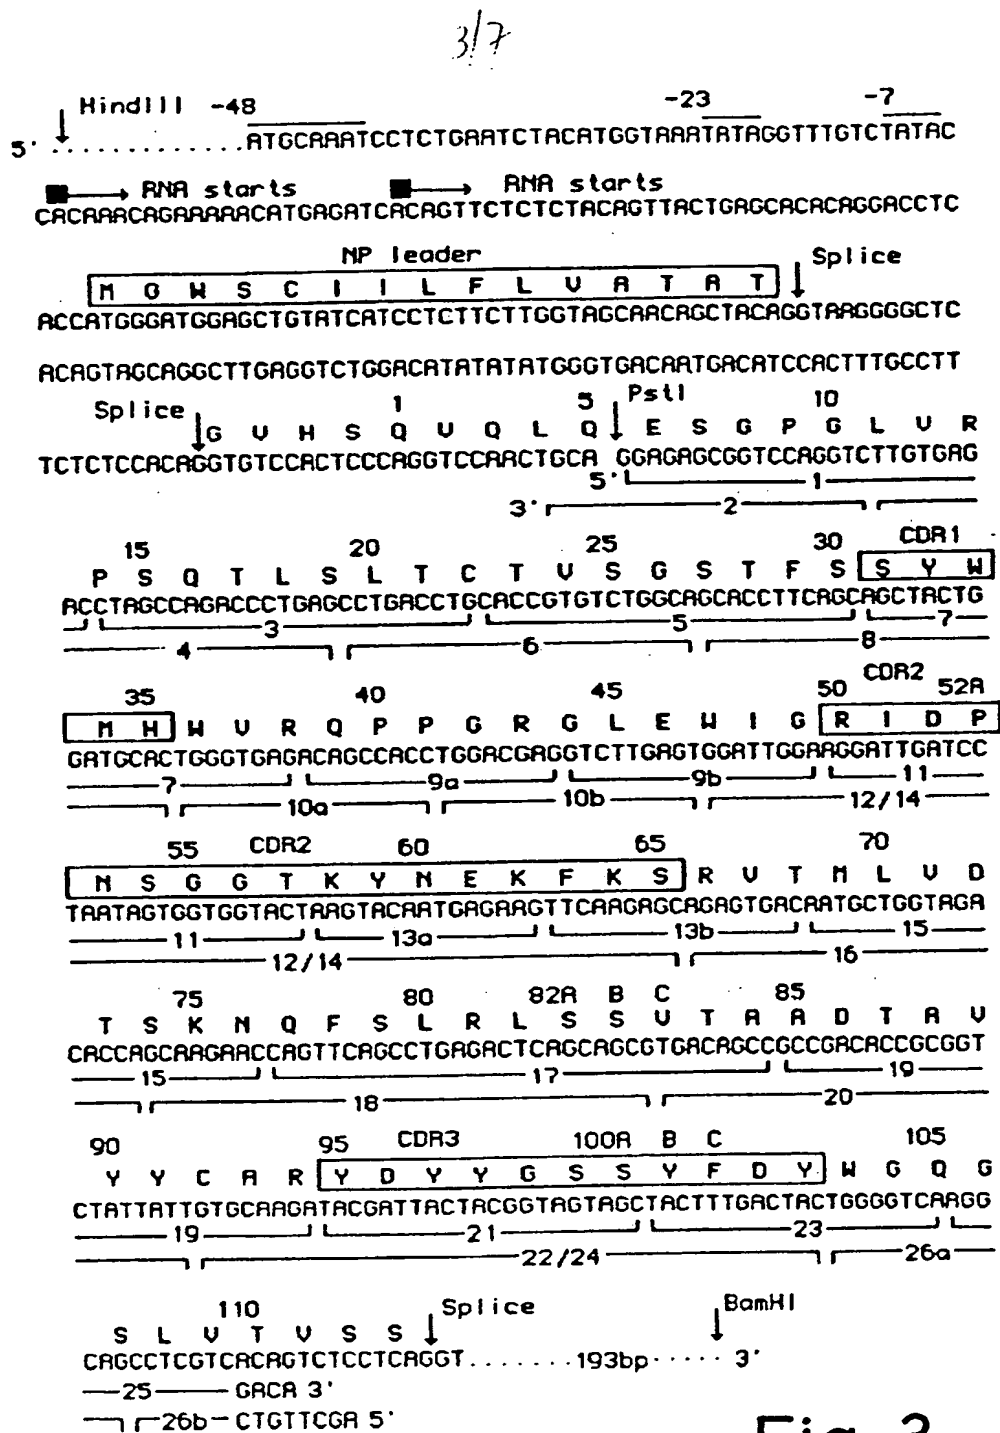 3/7
HindIII -48 -23 -7
5' ..............ATGCAAATCCTCTGAATCTACATGGTAAATATAGGTTTGTCTATAC
RNA starts RNA starts
CACAAACAGAAAAACATGAGATCACAGTTCTCTCTACAGTTACTGAGCACACAGGACCTC
NP leader Splice
M G W S C I I L F L V A T A T
ACCATGGGATGGAGCTGTATCATCCTCTTCTTGGTAGCAACAGCTACAGGTAAGGGGCTC
ACAGTAGCAGGCTTGAGGTCTGGACATATATATGGGTGACAATGACATCCACTTTGCCTT
Splice 1 5 PstI 10
G V H S Q V Q L Q E S G P G L V R
TCTCTCCACAGGTGTCCACTCCCAGGTCCAACTGCA GGAGAGCGGTCCAGGTCTTGTGAG
5' 1
3' 2
15 20 25 30 CDR1
P S Q T L S L T C T V S G S T F S S Y W
ACCTAGCCAGACCCTGAGCCTGACCTGCACCGTGTCTGGCAGCACCTTCAGCAGCTACTG
3 5 7
4 6 8
35 40 45 50 CDR2 52A
M H W V R Q P P G R G L E W I G R I D P
GATGCACTGGGTGAGACAGCCACCTGGACGAGGTCTTGAGTGGATTGGAAGGATTGATCC
7 9a 9b 11
10a 10b 12/14
55 CDR2 60 65 70
N S G G T K Y N E K F K S R V T M L V D
TAATAGTGGTGGTACTAAGTACAATGAGAAGTTCAAGAGCAGAGTGACAATGCTGGTAGA
11 13a 13b 15
12/14 16
75 80 82A B C 85
T S K N Q F S L R L S S V T A A D T A V
CACCAGCAAGAACCAGTTCAGCCTGAGACTCAGCAGCGTGACAGCCGCCGACACCGCGGT
15 17 19
18 20
90 95 CDR3 100A B C 105
Y Y C A R Y D Y Y G S S Y F D Y W G Q G
CTATTATTGTGCAAGATACGATTACTACGGTAGTAGCTACTTTGACTACTGGGGTCAAGG
19 21 23
22/24 26a
110 Splice BamHI
S L V T V S S
CAGCCTCGTCACAGTCTCCTCAGGT.......193bp...... 3'
25 GACA 3'
26b CTGTTCGA 5'
Fig. 3